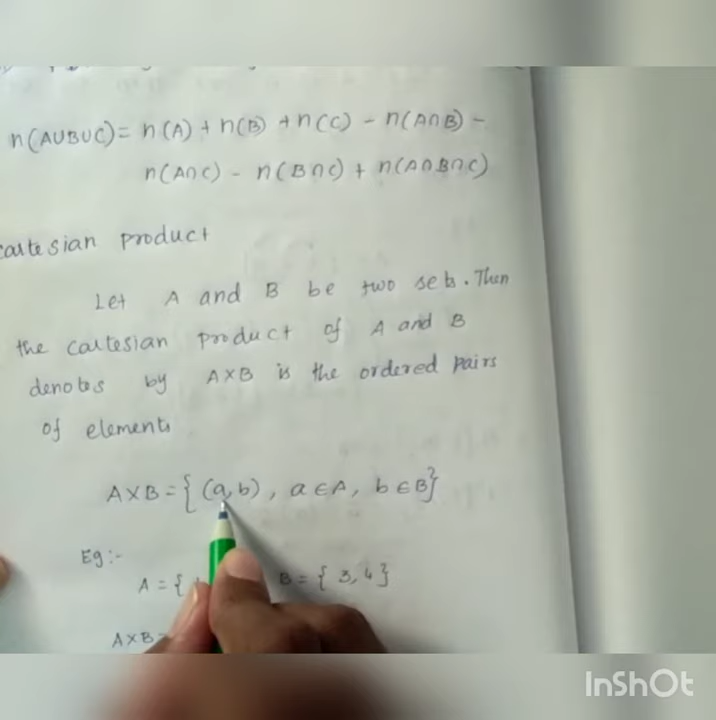 n(AUBUC) = n(A) + n(B) + n(C) - n(A∩B) -
n(A∩C) - n(B∩C) + n(A∩B∩C)
cartesian product
Let A and B be two sets. Then
the cartesian product of A and B
denotes by A×B is the ordered pairs
of elements
A×B = { (a,b), a∈A, b∈B}
Eg:-
A = { B = { 3,4}
A×B=
InShOt